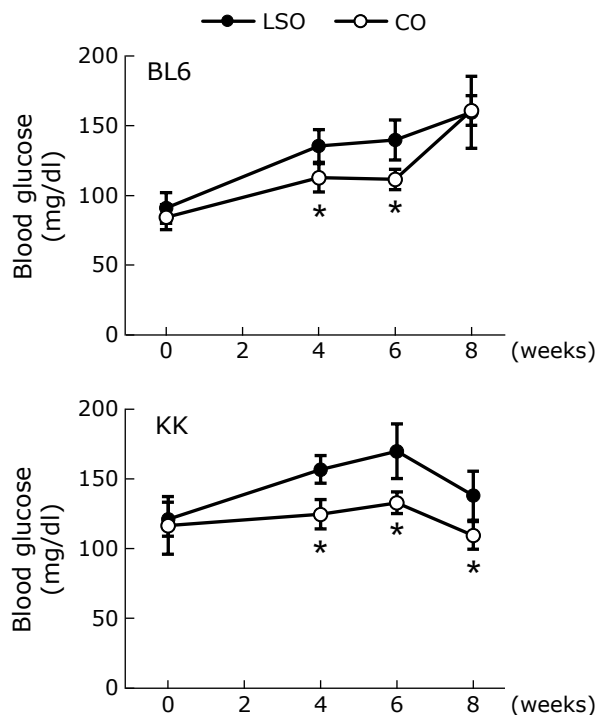 LSO CO
BL6
Blood glucose
(mg/dl)
200
150
100
50
0
0 2 4 6 8 (weeks)
* *
KK
Blood glucose
(mg/dl)
200
150
100
50
0
0 2 4 6 8 (weeks)
* * *